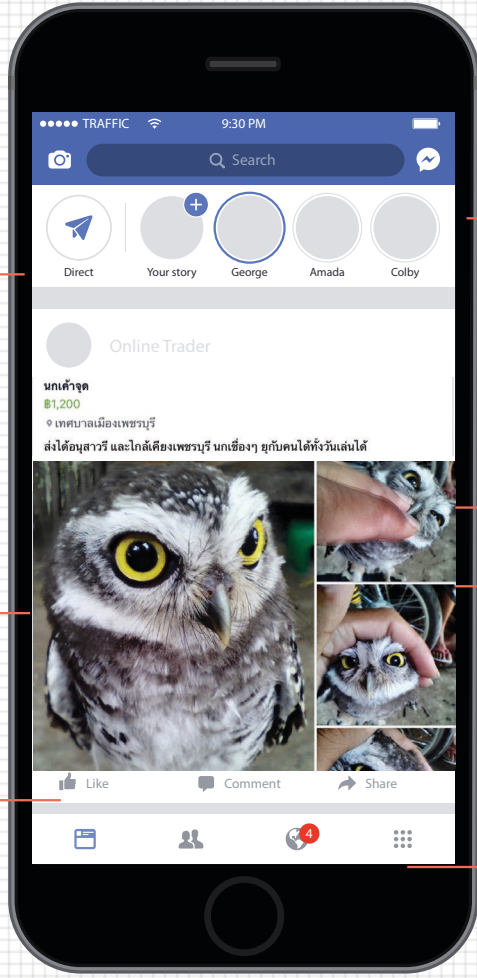 TRAFFIC 9:30 PM
Search
Direct Your story George Amada Colby
Online Trader
นกเค้าจุด
฿1,200
เทศบาลเมืองเพชรบุรี
ส่งได้อนุสาวรี และไกล้เคียงเพชรบุรี นกเชื่องๆ ยุกับคนได้ทั้งวันเล่นได้
Like Comment Share
4